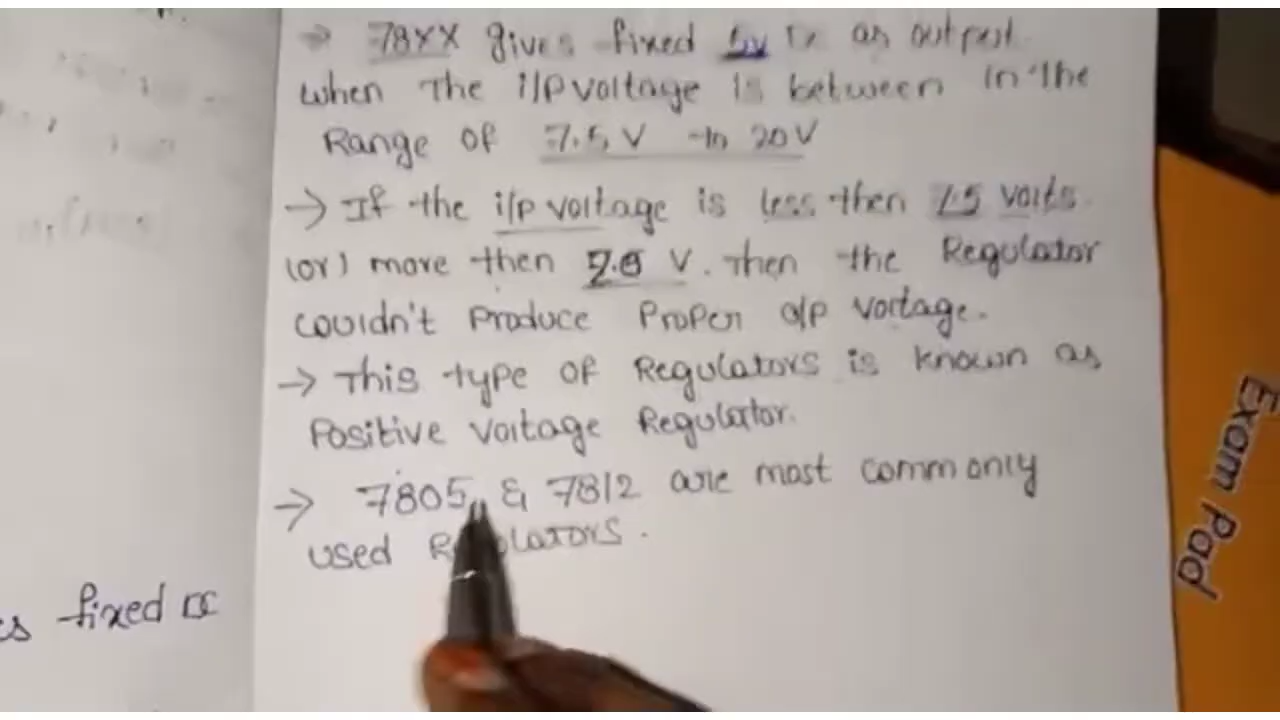 → 78XX gives fixed 5v as output
when the i/p voltage is between in the
Range of 7.5 V to 20V
→ If the i/p voltage is less then 7.5 volts
(or) more then V. Then the Regulator
couldn't produce proper o/p voltage.
→ This type of Regulators is known as
Positive voltage Regulator.
→ 7805 & 7812 are most commonly
used Regulators.
fixed DC
Exam Pad